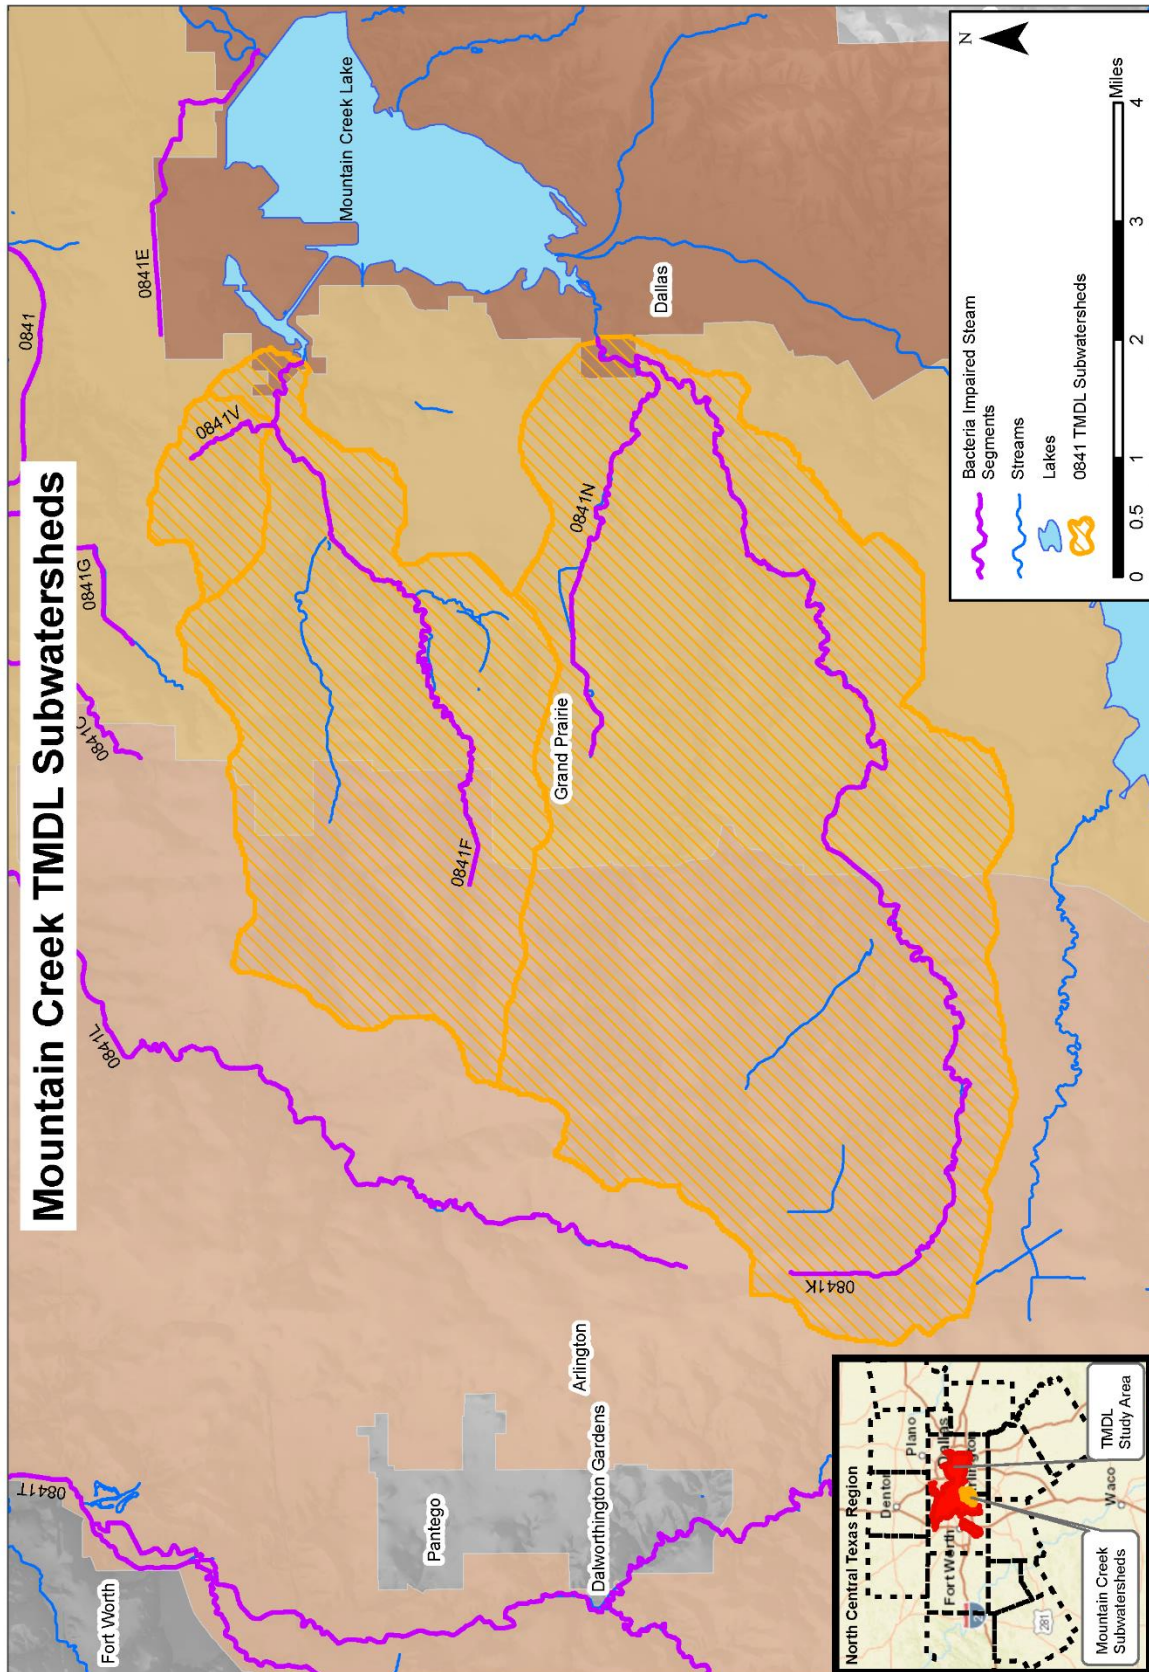 Mountain Creek TMDL Subwatersheds
0841T
Fort Worth
0841L
0841C
0841G
0841
0841E
0841V
0841F
0841N
0841K
Mountain Creek Lake
Pantego
Dalworthington Gardens
Arlington
Grand Prairie
Dallas
North Central Texas Region
Denton
Plano
Fort Worth
Dallas
Arlington
Waco
281
Mountain Creek
Subwatersheds
TMDL
Study Area
N
Bacteria Impaired Steam
Segments
Streams
Lakes
0841 TMDL Subwatersheds
0 0.5 1 2 3 4
Miles